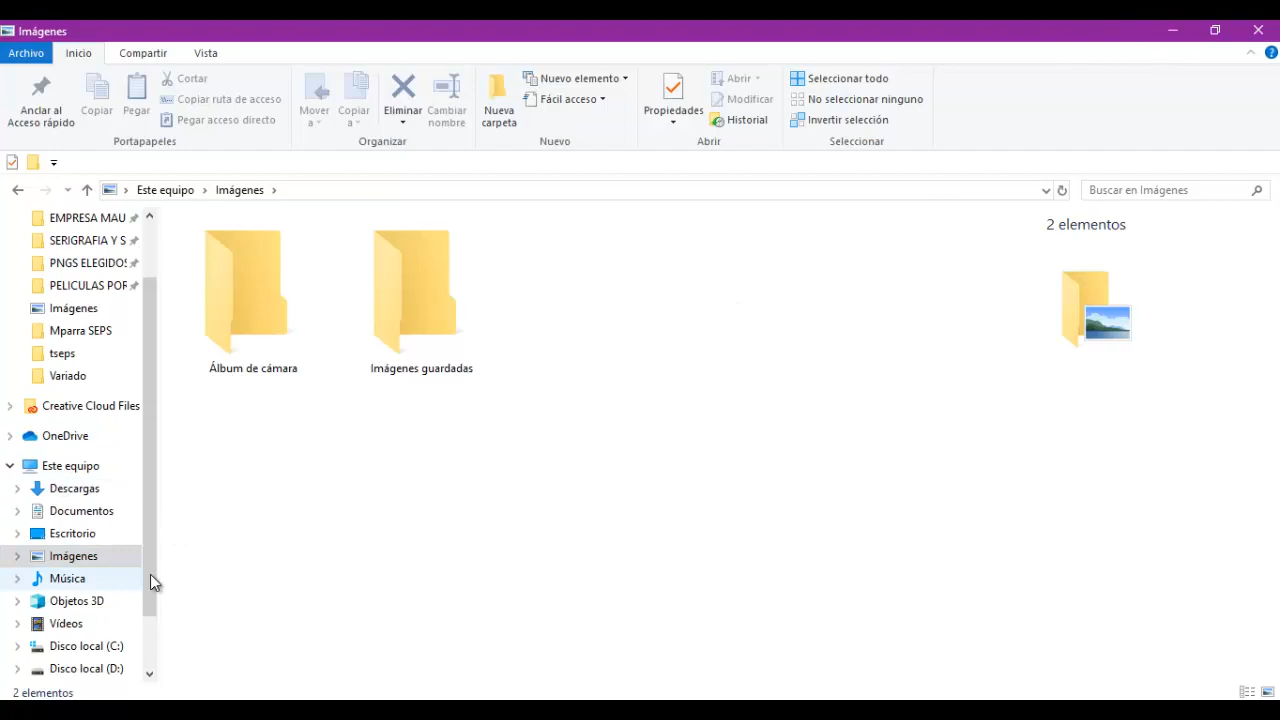 Imágenes
Archivo Inicio Compartir Vista
Anclar al Acceso rápido
Copiar
Pegar
Cortar
Copiar ruta de acceso
Pegar acceso directo
Portapapeles
Mover a
Copiar a
Eliminar
Cambiar nombre
Organizar
Nueva carpeta
Nuevo elemento
Fácil acceso
Nuevo
Propiedades
Abrir
Modificar
Historial
Abrir
Seleccionar todo
No seleccionar ninguno
Invertir selección
Seleccionar
Este equipo Imágenes
Buscar en Imágenes
EMPRESA MAU
SERIGRAFIA Y S
PNGS ELEGIDOS
PELICULAS POR
Imágenes
Mparra SEPS
tseps
Variado
Creative Cloud Files
OneDrive
Este equipo
Descargas
Documentos
Escritorio
Imágenes
Música
Objetos 3D
Vídeos
Disco local (C:)
Disco local (D:)
Álbum de cámara
Imágenes guardadas
2 elementos
2 elementos